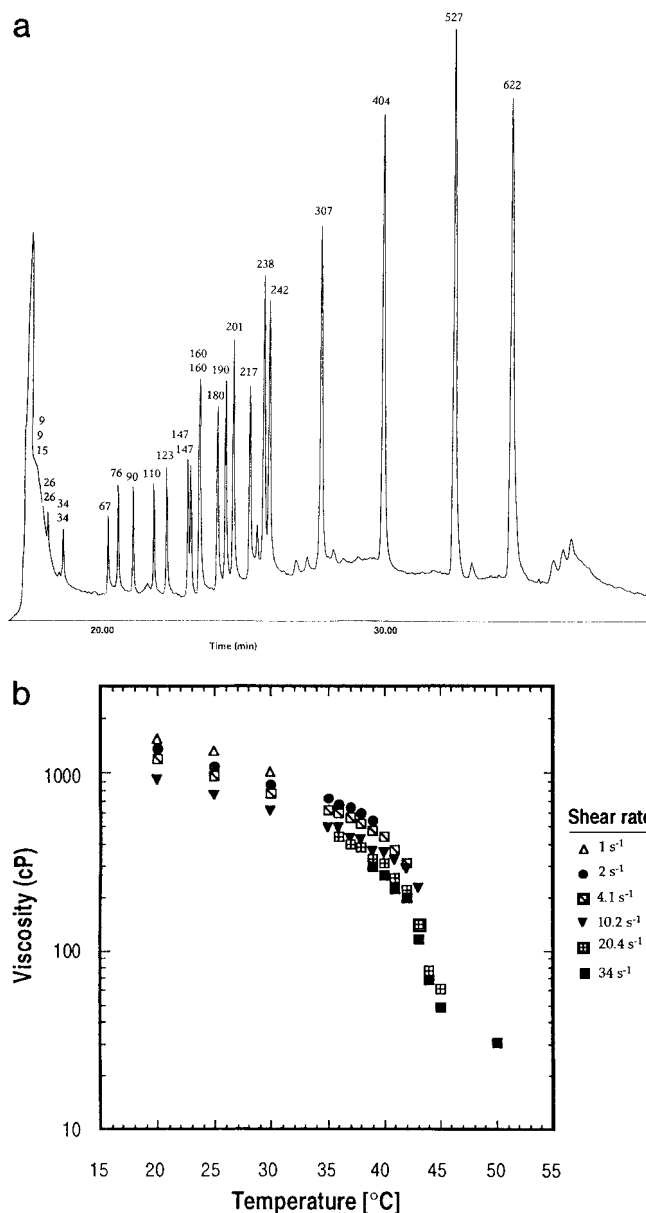 a
527
622
404
307
238
242
201
160
160
190
217
180
147
147
123
110
90
76
67
9
9
15
26
26
34
34
20.00
30.00
Time (min)
b
Viscosity (cP)
1000
100
10
15 20 25 30 35 40 45 50 55
Temperature [°C]
Shear rate
1 s⁻¹
2 s⁻¹
4.1 s⁻¹
10.2 s⁻¹
20.4 s⁻¹
34 s⁻¹